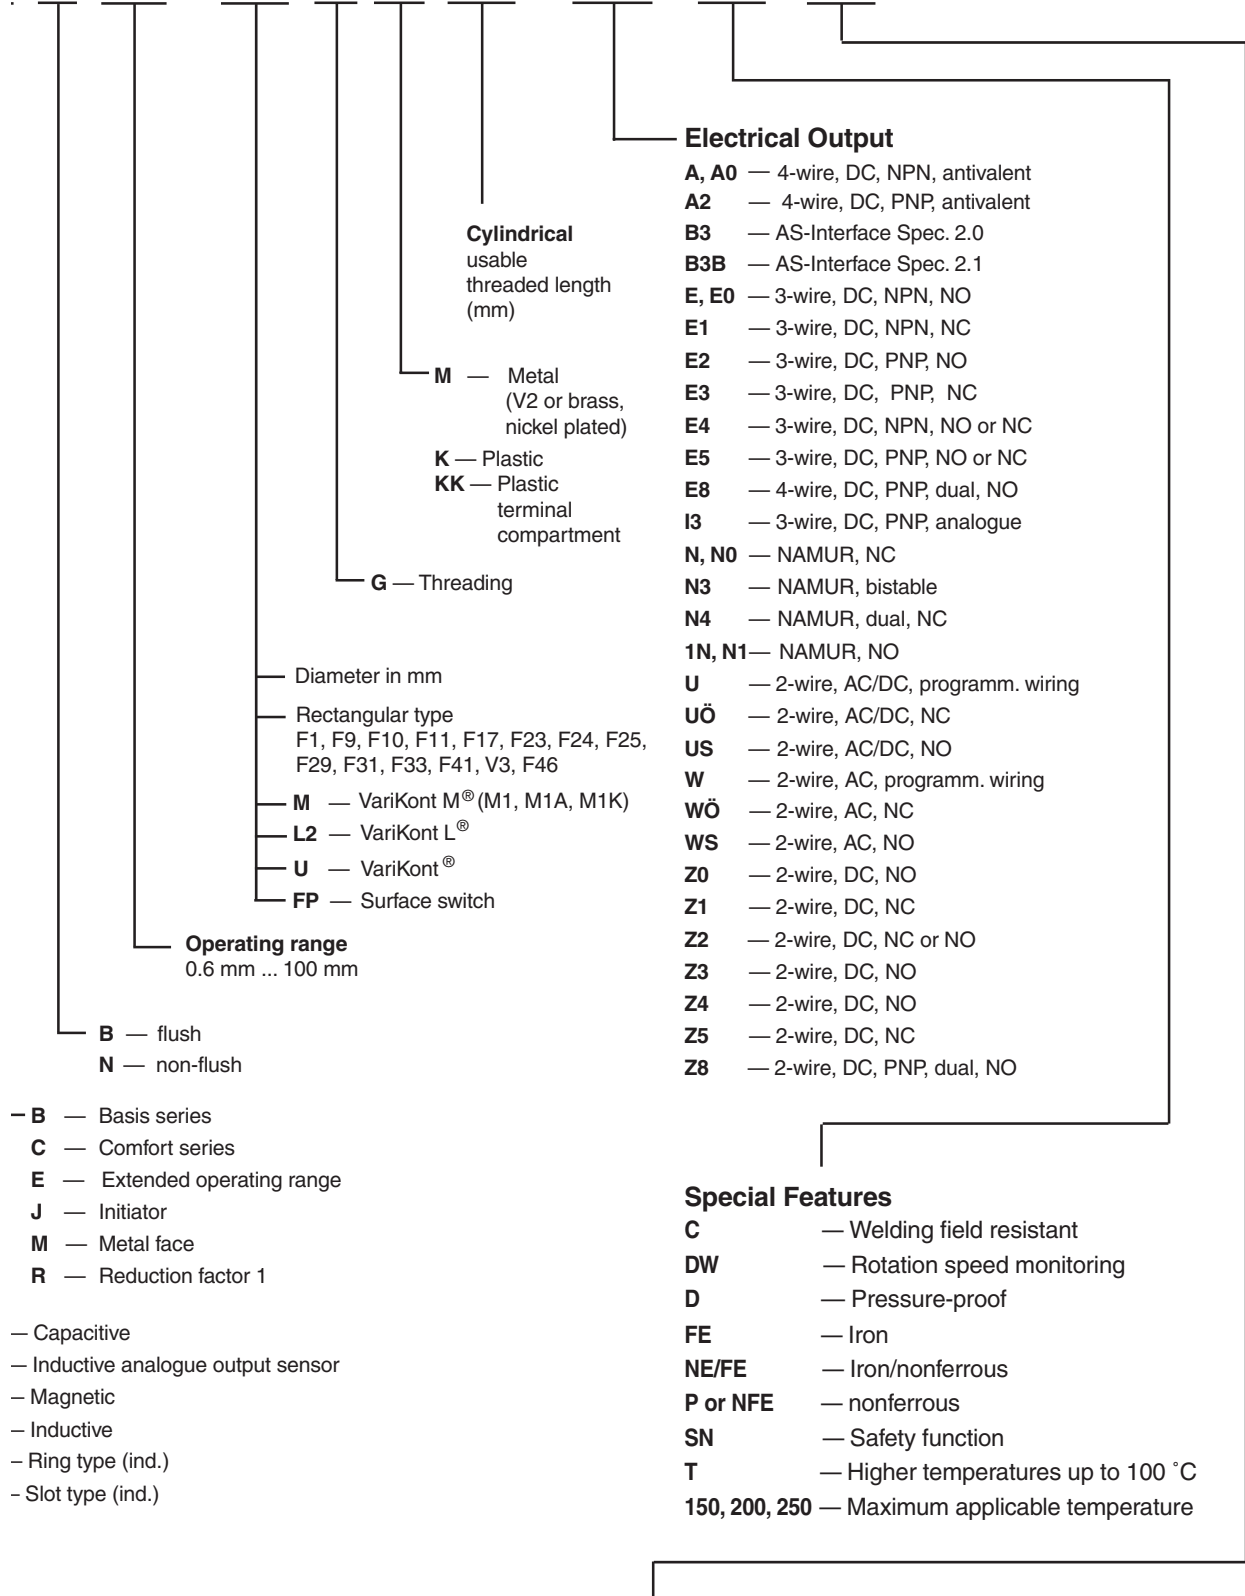 Electrical Output
A, A0 — 4-wire, DC, NPN, antivalent
A2 — 4-wire, DC, PNP, antivalent
B3 — AS-Interface Spec. 2.0
B3B — AS-Interface Spec. 2.1
E, E0 — 3-wire, DC, NPN, NO
E1 — 3-wire, DC, NPN, NC
E2 — 3-wire, DC, PNP, NO
E3 — 3-wire, DC, PNP, NC
E4 — 3-wire, DC, NPN, NO or NC
E5 — 3-wire, DC, PNP, NO or NC
E8 — 4-wire, DC, PNP, dual, NO
I3 — 3-wire, DC, PNP, analogue
N, N0 — NAMUR, NC
N3 — NAMUR, bistable
N4 — NAMUR, dual, NC
1N, N1— NAMUR, NO
U — 2-wire, AC/DC, programm. wiring
UÖ — 2-wire, AC/DC, NC
US — 2-wire, AC/DC, NO
W — 2-wire, AC, programm. wiring
WÖ — 2-wire, AC, NC
WS — 2-wire, AC, NO
Z0 — 2-wire, DC, NO
Z1 — 2-wire, DC, NC
Z2 — 2-wire, DC, NC or NO
Z3 — 2-wire, DC, NO
Z4 — 2-wire, DC, NO
Z5 — 2-wire, DC, NC
Z8 — 2-wire, DC, PNP, dual, NO
Cylindrical
usable
threaded length
(mm)
M — Metal
(V2 or brass,
nickel plated)
K — Plastic
KK — Plastic
terminal
compartment
G — Threading
Diameter in mm
Rectangular type
F1, F9, F10, F11, F17, F23, F24, F25,
F29, F31, F33, F41, V3, F46
M — VariKont M® (M1, M1A, M1K)
L2 — VariKont L®
U — VariKont®
FP — Surface switch
Operating range
0.6 mm ... 100 mm
B — flush
N — non-flush
– B — Basis series
C — Comfort series
E — Extended operating range
J — Initiator
M — Metal face
R — Reduction factor 1
— Capacitive
— Inductive analogue output sensor
– Magnetic
– Inductive
– Ring type (ind.)
– Slot type (ind.)
Special Features
C — Welding field resistant
DW — Rotation speed monitoring
D — Pressure-proof
FE — Iron
NE/FE — Iron/nonferrous
P or NFE — nonferrous
SN — Safety function
T — Higher temperatures up to 100 °C
150, 200, 250 — Maximum applicable temperature